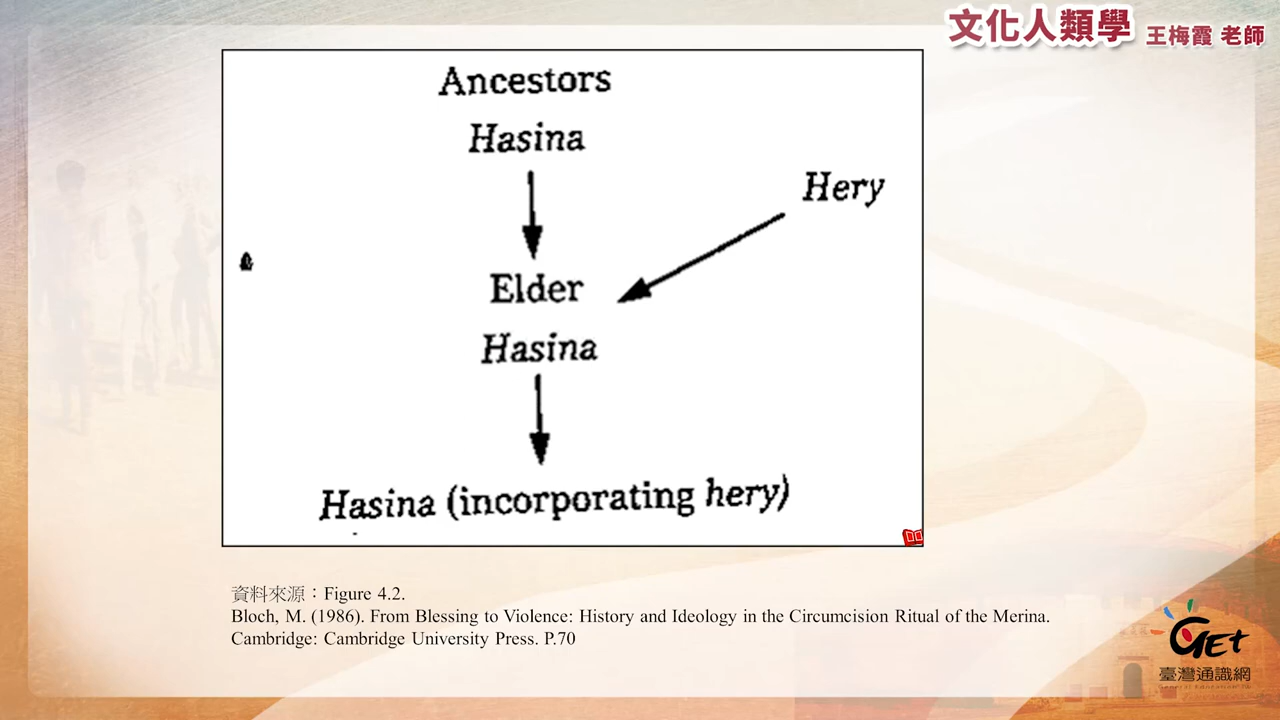 文化人類學 王梅霞 老師
Ancestors
Hasina
Hery
Elder
Hasina
Hasina (incorporating hery)
資料來源：Figure 4.2.
Bloch, M. (1986). From Blessing to Violence: History and Ideology in the Circumcision Ritual of the Merina.
Cambridge: Cambridge University Press. P.70
GET
臺灣通識網